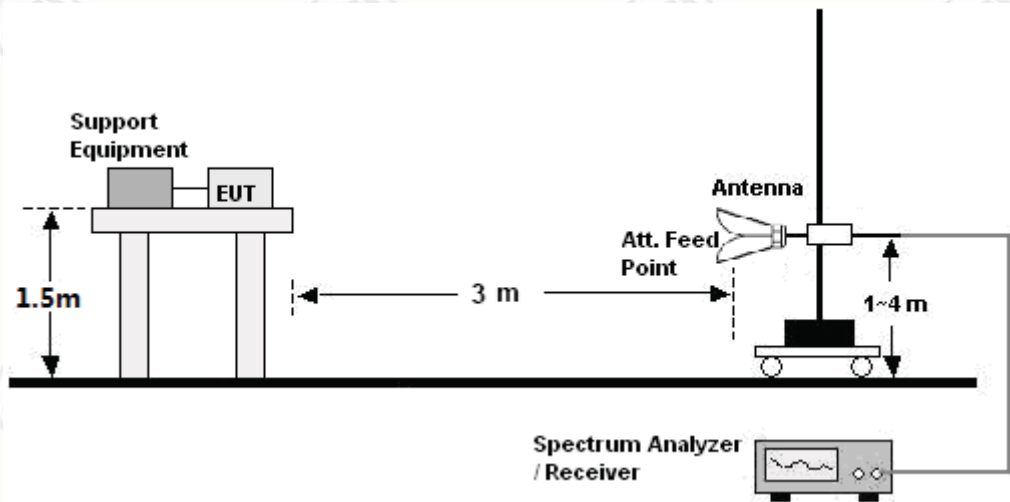 Support
Equipment
EUT
Antenna
Att. Feed
Point
1.5m
3 m
1~4 m
Spectrum Analyzer
/ Receiver